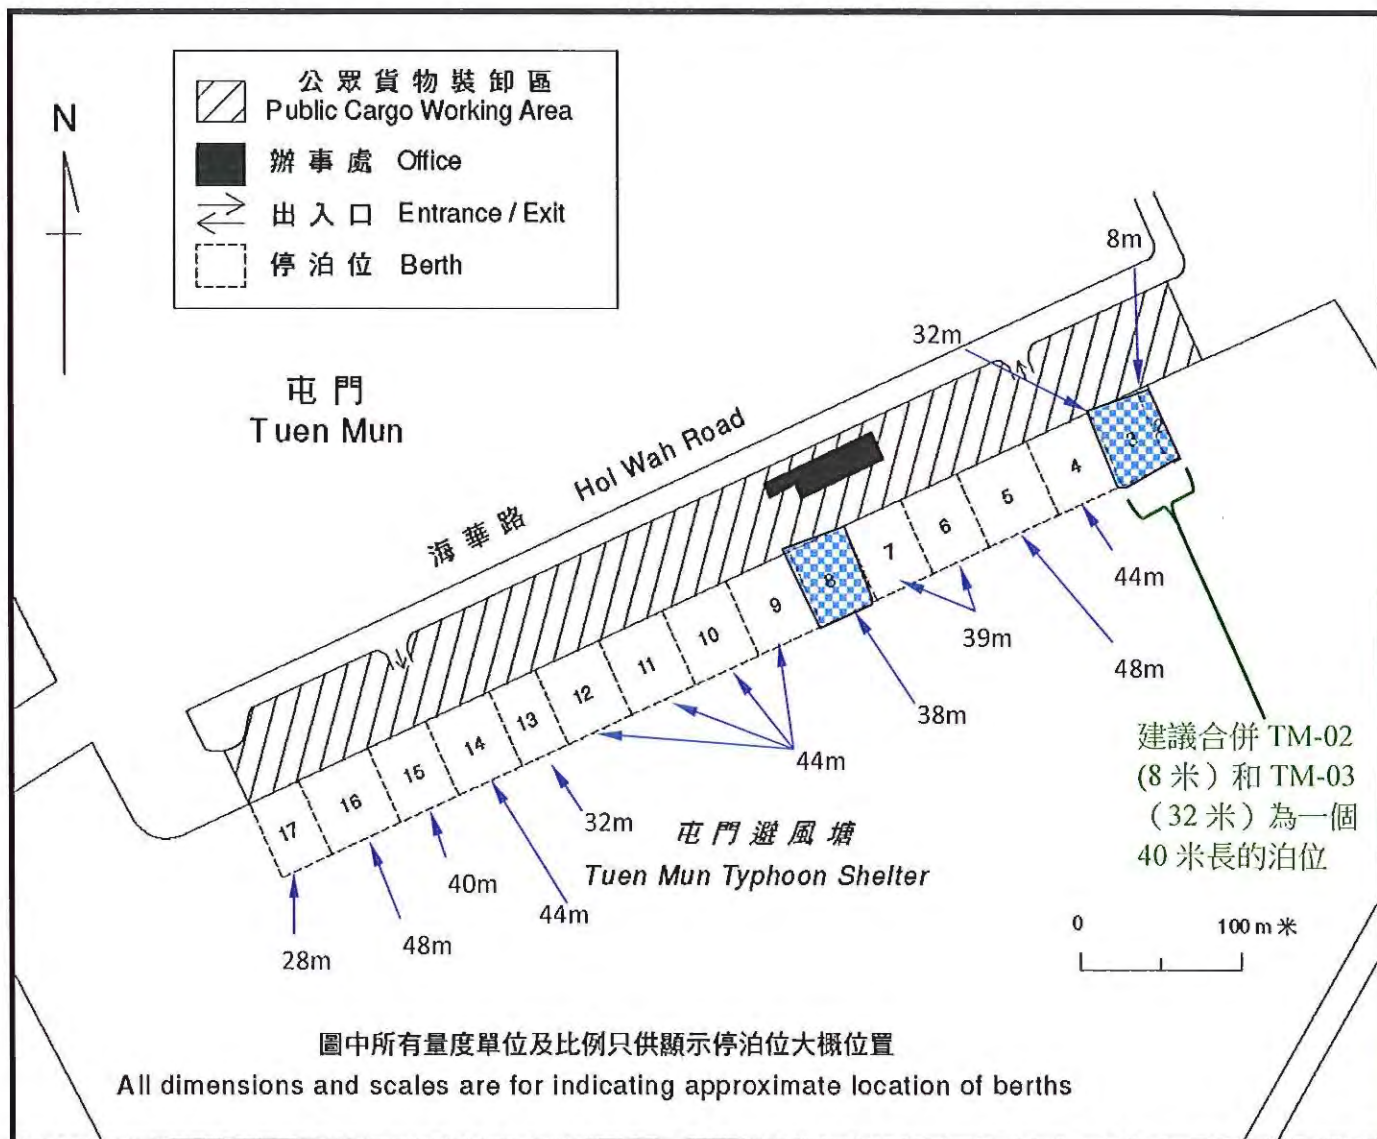 公眾貨物裝卸區
Public Cargo Working Area
辦事處 Office
出入口 Entrance / Exit
停泊位 Berth
N
屯門
Tuen Mun
海華路 Hoi Wah Road
8m
32m
2
3
4
5
6
7
8
9
10
11
12
13
14
15
16
17
44m
48m
39m
38m
44m
32m
44m
40m
48m
28m
屯門避風塘
Tuen Mun Typhoon Shelter
建議合併 TM-02
(8 米) 和 TM-03
(32 米) 為一個
40 米長的泊位
0 100 m 米
圖中所有量度單位及比例只供顯示停泊位大概位置
All dimensions and scales are for indicating approximate location of berths